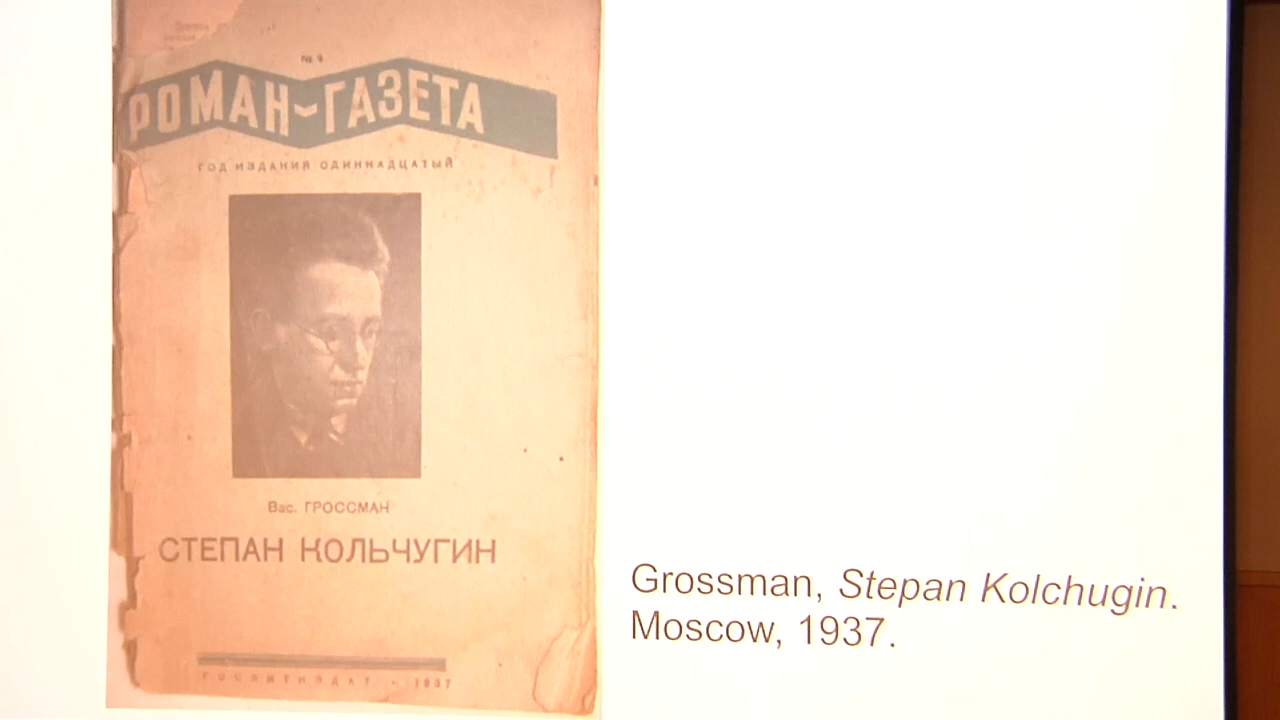 № 9
РОМАН-ГАЗЕТА
ГОД ИЗДАНИЯ ОДИННАДЦАТЫЙ
Вас. ГРОССМАН
СТЕПАН КОЛЬЧУГИН
ГОСЛИТИЗДАТ • 1937
Grossman, Stepan Kolchugin.
Moscow, 1937.